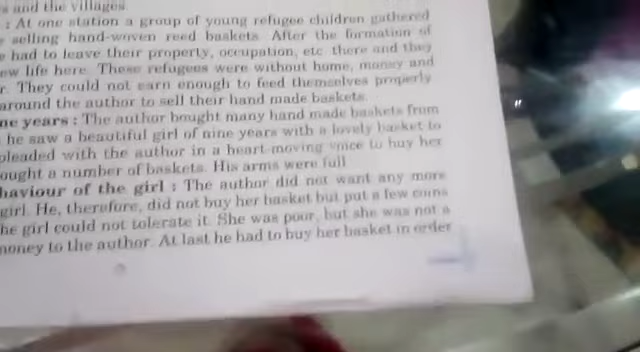 and the villages
: At one station a group of young refugee children gathered
selling hand-woven reed baskets. After the formation of
had to leave their property, occupation, etc there and they
ew life here. These refugees were without home, money and
r. They could not earn enough to feed themselves properly
around the author to sell their hand made baskets.
ne years : The author bought many hand made baskets from
he saw a beautiful girl of nine years with a lovely basket to
pleaded with the author in a heart-moving voice to buy her
ought a number of baskets. His arms were full
haviour of the girl : The author did not want any more
girl. He, therefore, did not buy her basket but put a few coins
he girl could not tolerate it. She was poor, but she was not a
money to the author. At last he had to buy her basket in order